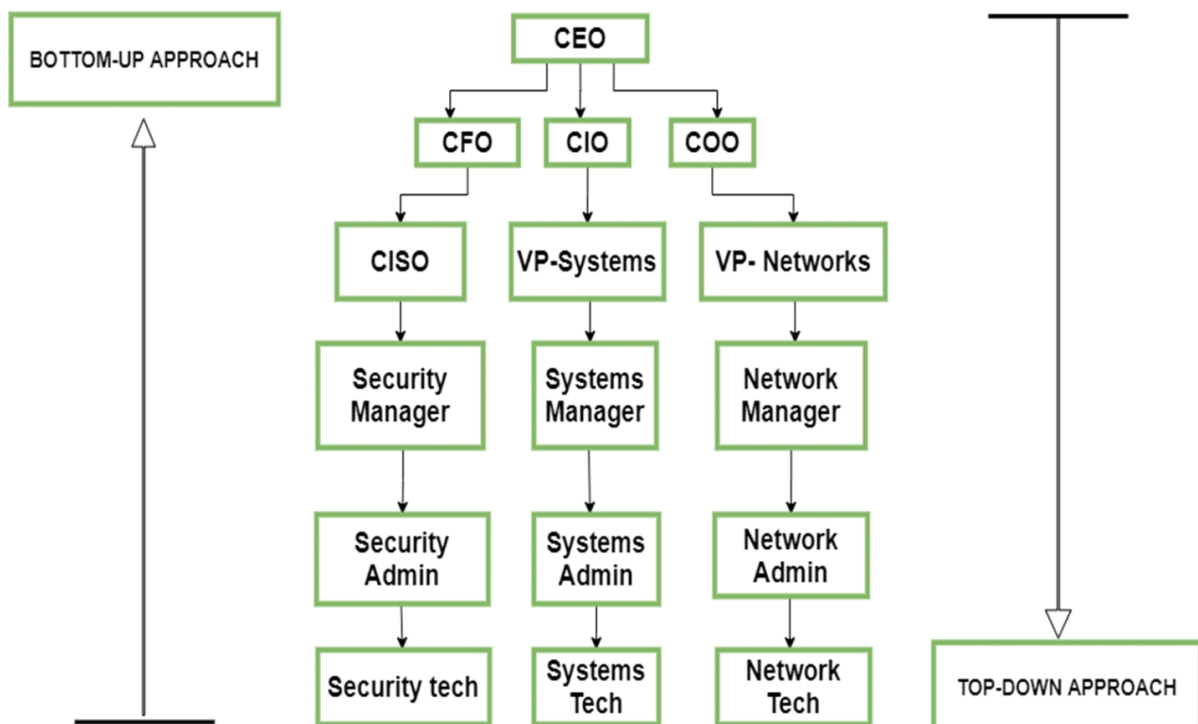 BOTTOM-UP APPROACH
CEO
CFO
CIO
COO
CISO
VP-Systems
VP- Networks
Security
Manager
Systems
Manager
Network
Manager
Security
Admin
Systems
Admin
Network
Admin
Security tech
Systems
Tech
Network
Tech
TOP-DOWN APPROACH